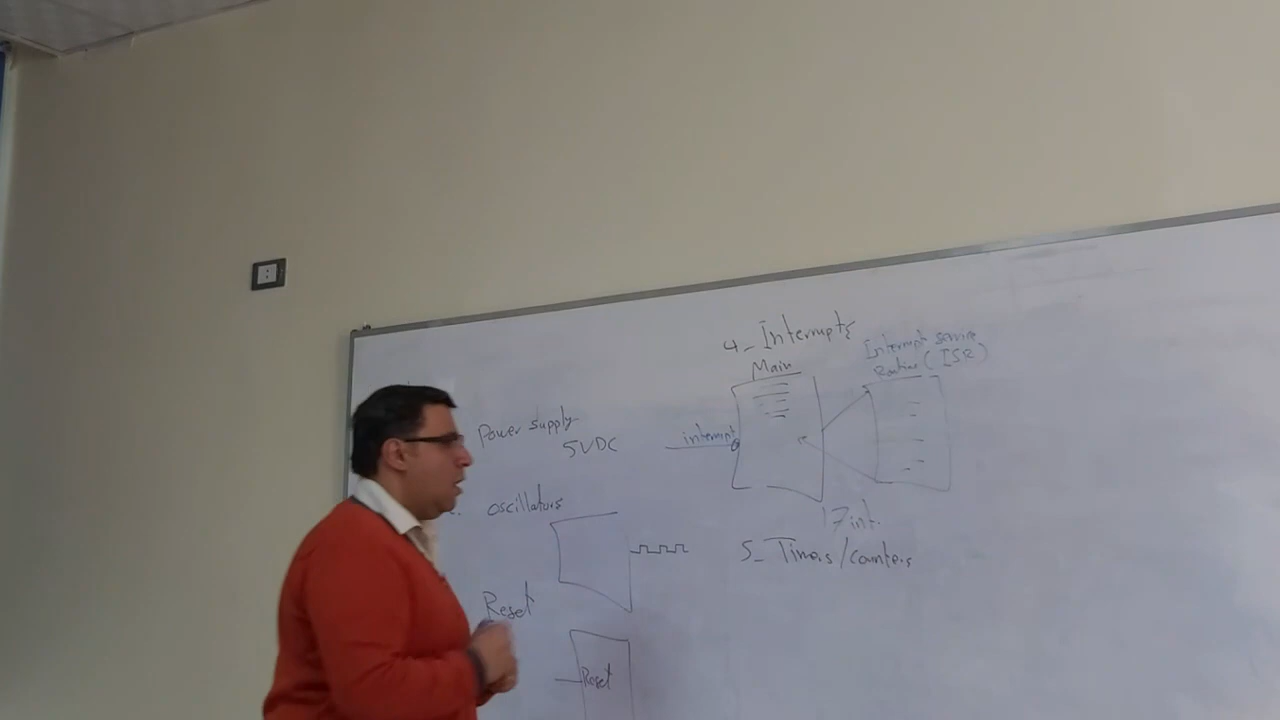 Power supply
5VDC
oscillators
Reset
Reset
4_ Interrupts
Main
Interrupt service
Routine (ISR)
interrupt
17 int.
5_ Timers/counters